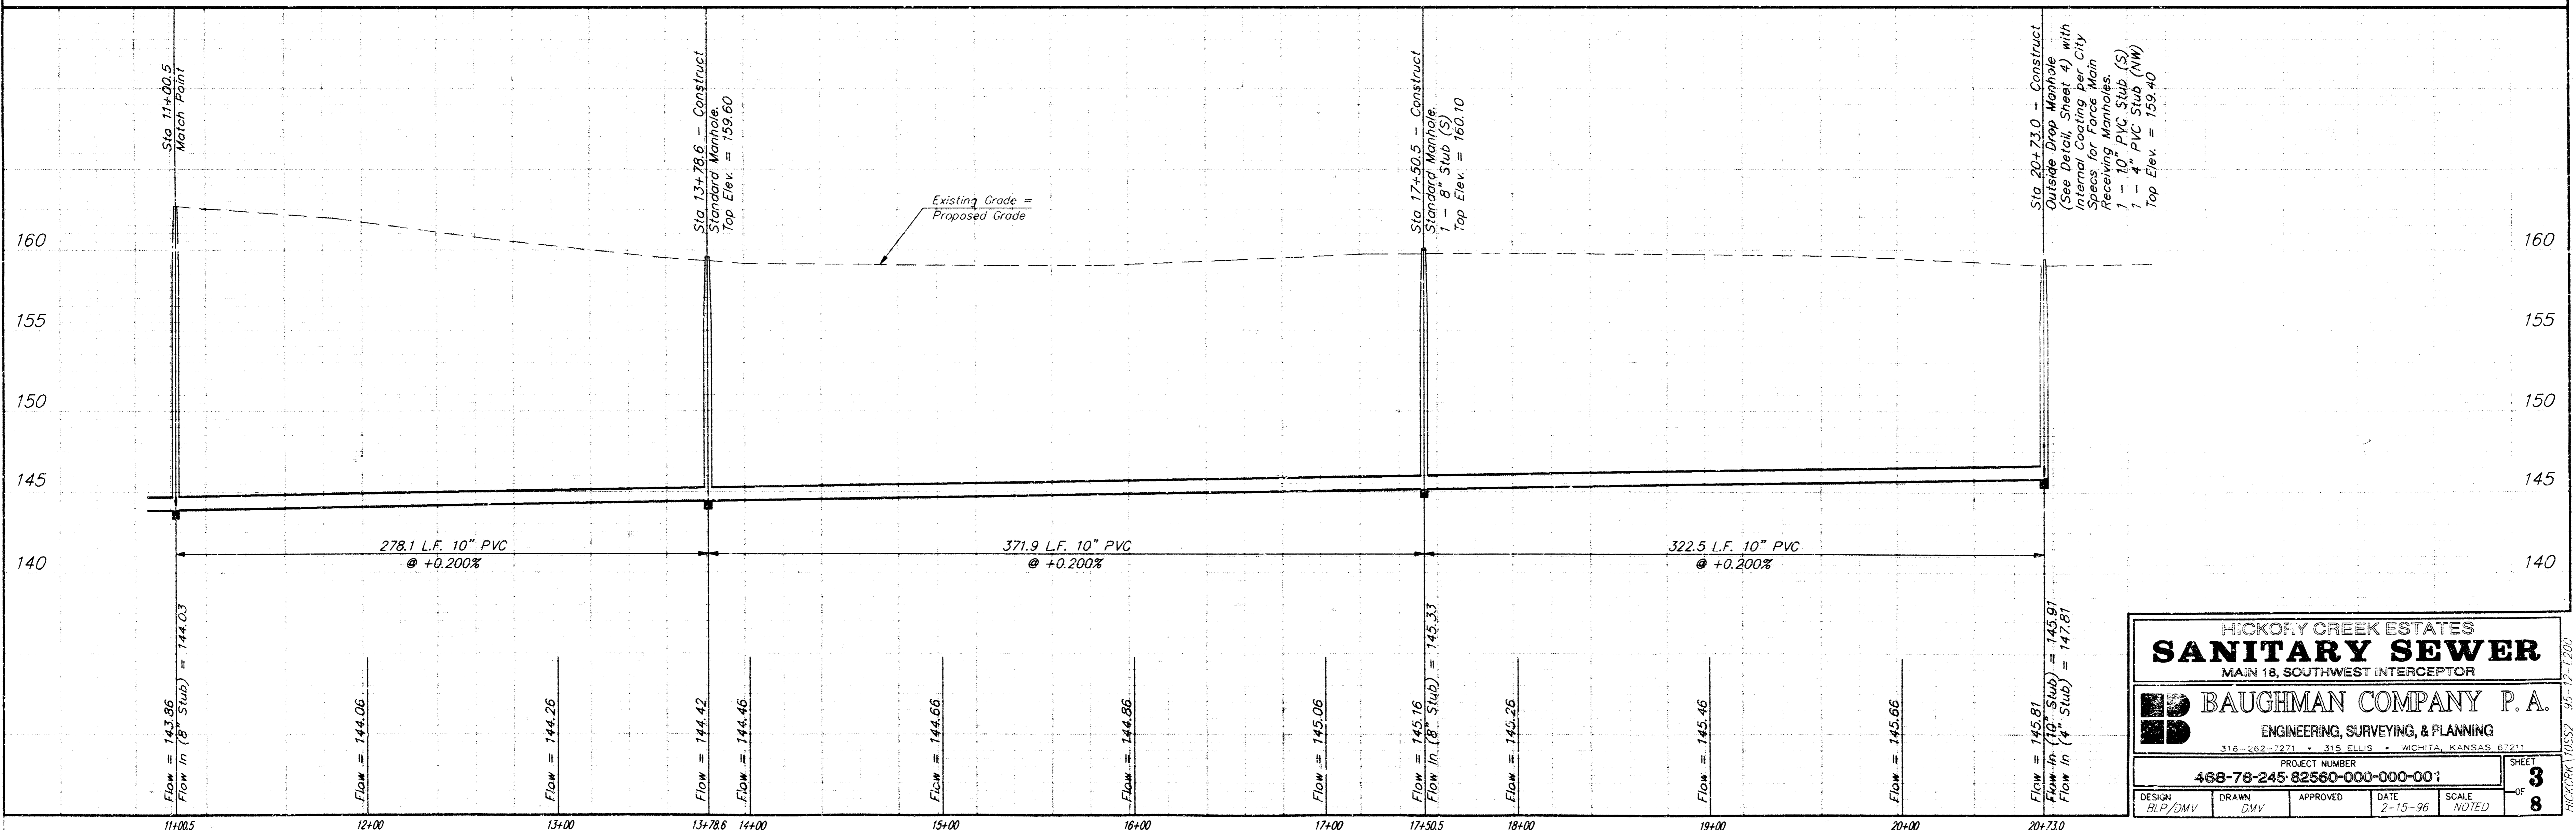 Sta 11+00.5
Match Point
Sta 13+78.6 - Construct
Standard Manhole.
Top Elev. = 159.60
Existing Grade =
Proposed Grade
Sta 17+50.5 - Construct
Standard Manhole.
1 - 8" Stub (S)
Top Elev. = 160.10
Sta 20+73.0 - Construct
Outside Drop Manhole
(See Detail, Sheet 4) with
Internal Coating per City
Specs for Force Main
Receiving Manholes.
1 - 10" PVC Stub (S)
1 - 4" PVC Stub (NW)
Top Elev. = 159.40
160
155
150
145
140
160
155
150
145
140
278.1 L.F. 10" PVC
@ +0.200%
371.9 L.F. 10" PVC
@ +0.200%
322.5 L.F. 10" PVC
@ +0.200%
Flow = 143.86
Flow In (8" Stub) = 144.03
Flow = 144.06
Flow = 144.26
Flow = 144.42
Flow = 144.46
Flow = 144.66
Flow = 144.86
Flow = 145.06
Flow = 145.16
Flow In (8" Stub) = 145.33
Flow = 145.26
Flow = 145.46
Flow = 145.66
Flow = 145.81
Flow In (10" Stub) = 145.91
Flow In (4" Stub) = 147.81
11+00.5
12+00
13+00
13+78.6
14+00
15+00
16+00
17+00
17+50.5
18+00
19+00
20+00
20+73.0
HICKORY CREEK ESTATES
SANITARY SEWER
MAIN 18, SOUTHWEST INTERCEPTOR
BAUGHMAN COMPANY P. A.
ENGINEERING, SURVEYING, & PLANNING
316-262-7271 • 315 ELLIS • WICHITA, KANSAS 67211
PROJECT NUMBER
468-76-245 82560-000-000-001
SHEET
3
OF
8
DESIGN
BLP/DMV
DRAWN
DMV
APPROVED
DATE
2-15-96
SCALE
NOTED